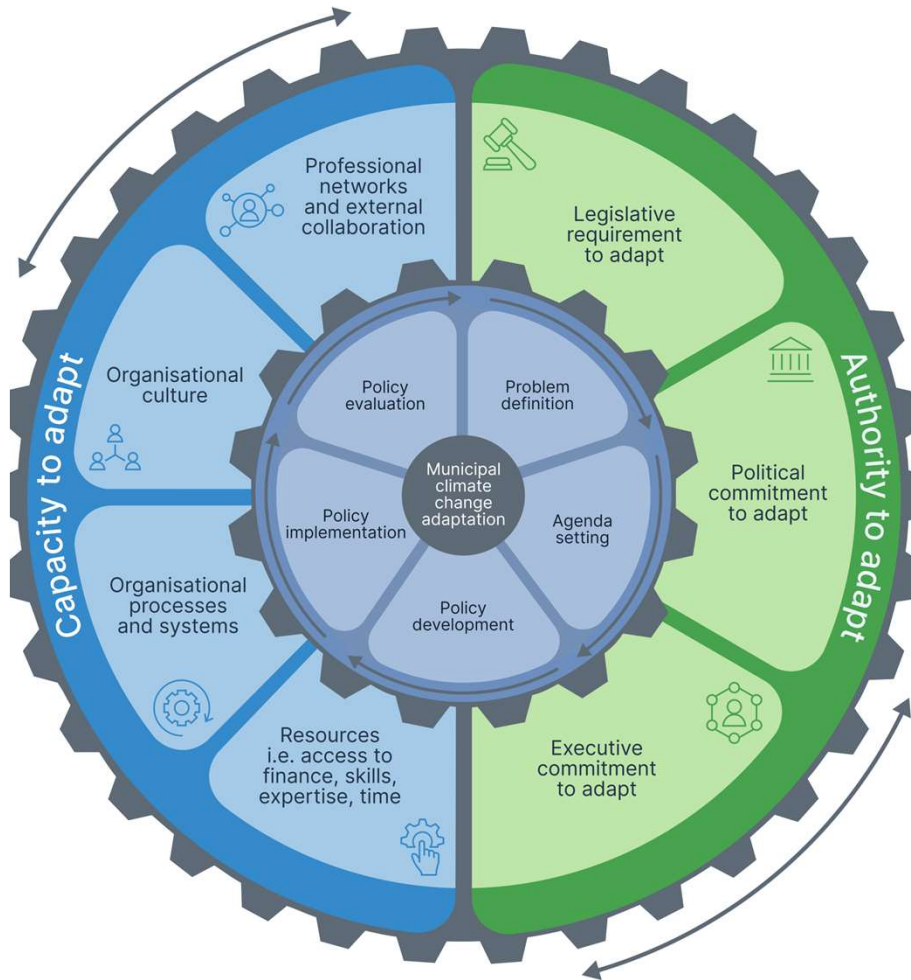 Professional
networks
and external
collaboration
Organisational
culture
Organisational
processes
and systems
Resources
i.e. access to
finance, skills,
expertise, time
Capacity to adapt
Legislative
requirement
to adapt
Political
commitment
to adapt
Executive
commitment
to adapt
Authority to adapt
Policy
evaluation
Problem
definition
Agenda
setting
Policy
development
Policy
implementation
Municipal
climate
change
adaptation